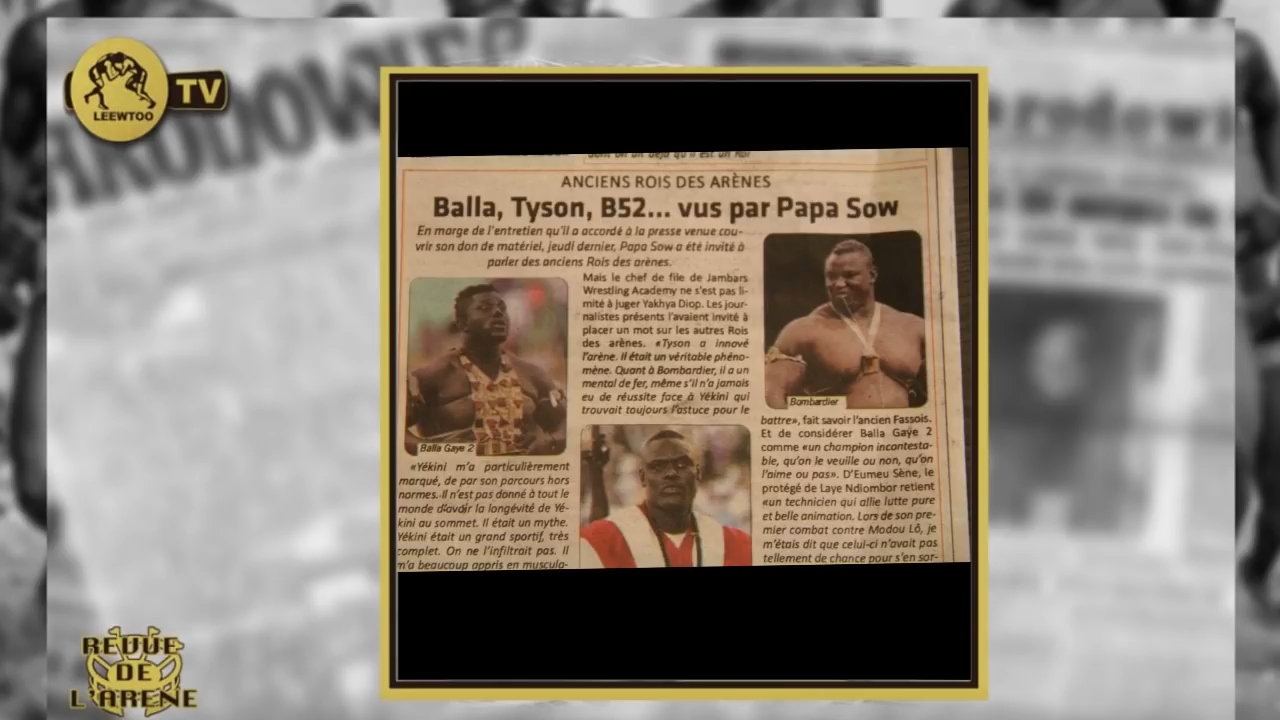 LEEWTOO
TV
ANCIENS ROIS DES ARÈNES
Balla, Tyson, B52... vus par Papa Sow
En marge de l'entretien qu'il a accordé à la presse venue cou-
vrir son don de matériel, jeudi dernier, Papa Sow a été invité à
parler des anciens Rois des arènes.
Balla Gaye 2
«Yékini m'a particulièrement
marqué, de par son parcours hors
normes. Il n'est pas donné à tout le
monde d'avoir la longévité de Yé-
kini au sommet. Il était un mythe.
Yékini était un grand sportif, très
complet. On ne l'infiltrait pas. Il
m'a beaucoup appris en muscula-
Mais le chef de file de Jambars
Wrestling Academy ne s'est pas li-
mité à juger Yakhya Diop. Les jour-
nalistes présents l'avaient invité à
placer un mot sur les autres Rois
des arènes. «Tyson a innové
l'arène. Il était un véritable phéno-
mène. Quant à Bombardier, il a un
mental de fer, même s'il n'a jamais
eu de réussite face à Yékini qui
trouvait toujours l'astuce pour le
Bombardier
battre», fait savoir l'ancien Fassois.
Et de considérer Balla Gaye 2
comme «un champion incontesta-
ble, qu'on le veuille ou non, qu'on
l'aime ou pas». D'Eumeu Sène, le
protégé de Laye Ndiombor retient
«un technicien qui allie lutte pure
et belle animation. Lors de son pre-
mier combat contre Modou Lô, je
m'étais dit que celui-ci n'avait pas
tellement de chance pour s'en sor-
REVUE
DE
L'ARENE